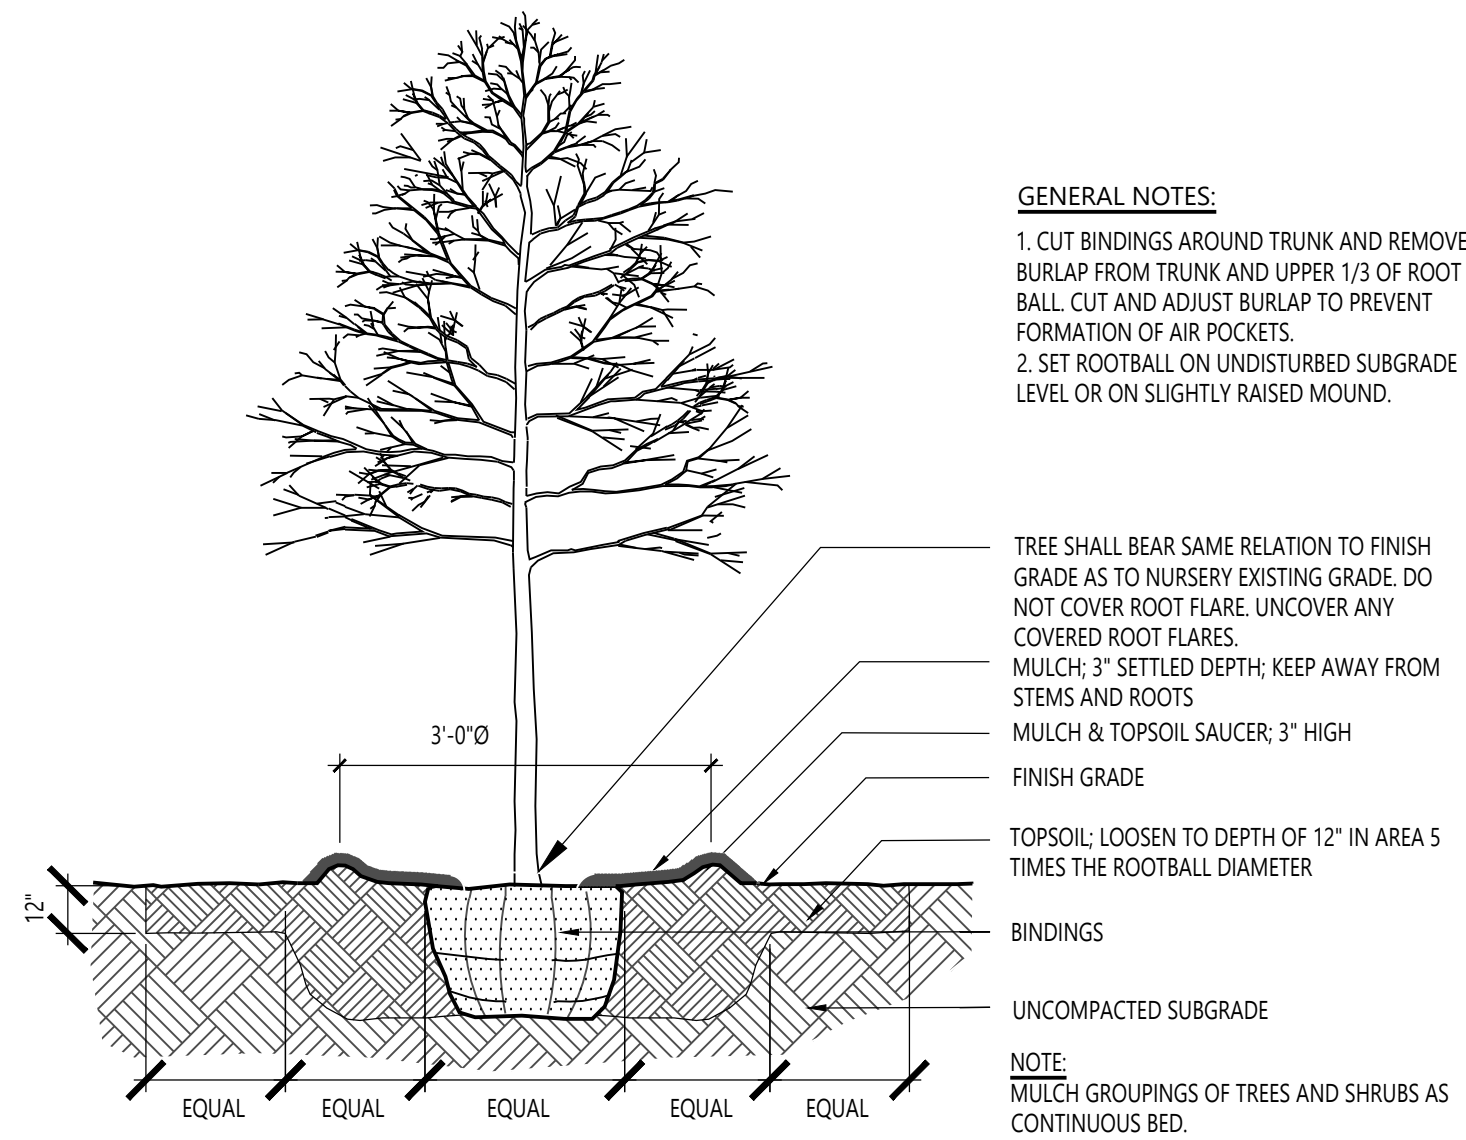 GENERAL NOTES:
1. CUT BINDINGS AROUND TRUNK AND REMOVE
BURLAP FROM TRUNK AND UPPER 1/3 OF ROOT
BALL. CUT AND ADJUST BURLAP TO PREVENT
FORMATION OF AIR POCKETS.
2. SET ROOTBALL ON UNDISTURBED SUBGRADE
LEVEL OR ON SLIGHTLY RAISED MOUND.
TREE SHALL BEAR SAME RELATION TO FINISH
GRADE AS TO NURSERY EXISTING GRADE. DO
NOT COVER ROOT FLARE. UNCOVER ANY
COVERED ROOT FLARES.
MULCH; 3" SETTLED DEPTH; KEEP AWAY FROM
STEMS AND ROOTS
3'-0"Ø
MULCH & TOPSOIL SAUCER; 3" HIGH
FINISH GRADE
TOPSOIL; LOOSEN TO DEPTH OF 12" IN AREA 5
TIMES THE ROOTBALL DIAMETER
12"
BINDINGS
UNCOMPACTED SUBGRADE
NOTE:
MULCH GROUPINGS OF TREES AND SHRUBS AS
CONTINUOUS BED.
EQUAL
EQUAL
EQUAL
EQUAL
EQUAL